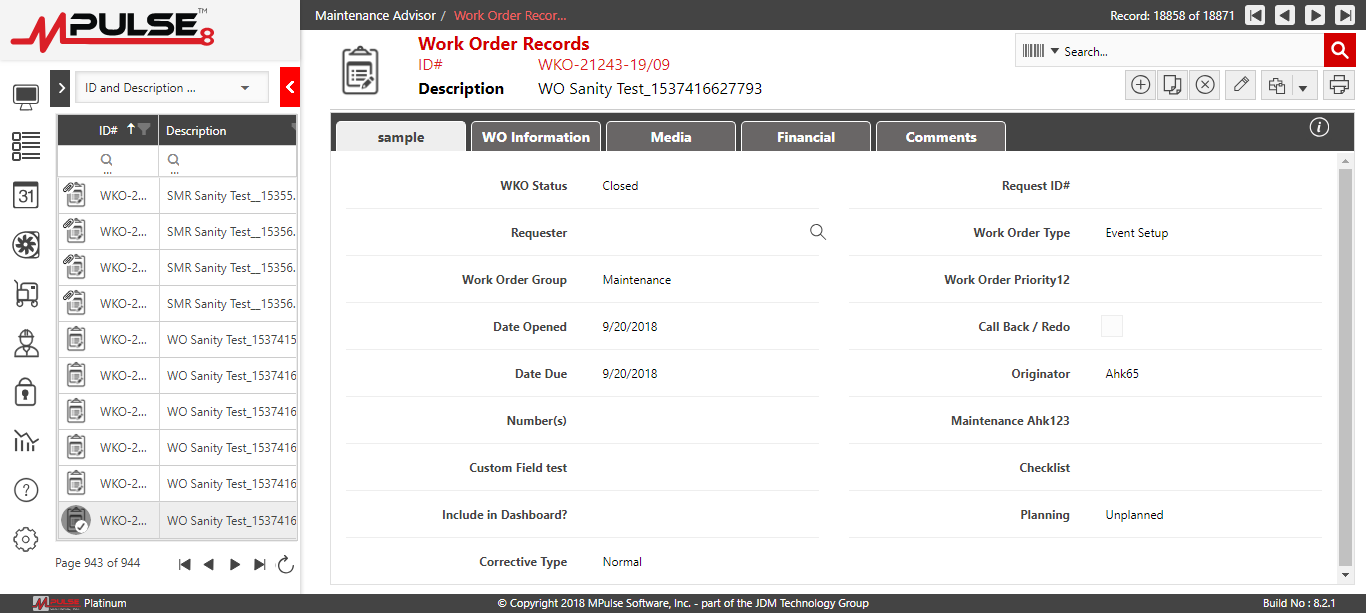 MPULSE 8 ™
Maintenance Advisor / Work Order Recor...
Record: 18858 of 18871
Work Order Records
ID# WKO-21243-19/09
Description WO Sanity Test_1537416627793
Search...
ID and Description ...
ID# Description
... ...
WKO-2... SMR Sanity Test__15355.
WKO-2... SMR Sanity Test__15356.
WKO-2... SMR Sanity Test__15356.
WKO-2... SMR Sanity Test__15356.
WKO-2... WO Sanity Test_1537415
WKO-2... WO Sanity Test_1537416
WKO-2... WO Sanity Test_1537416
WKO-2... WO Sanity Test_1537416
WKO-2... WO Sanity Test_1537416
WKO-2... WO Sanity Test_1537416
31
Page 943 of 944
sample WO Information Media Financial Comments
WKO Status Closed Request ID#
Requester Work Order Type Event Setup
Work Order Group Maintenance Work Order Priority12
Date Opened 9/20/2018 Call Back / Redo
Date Due 9/20/2018 Originator Ahk65
Number(s) Maintenance Ahk123
Custom Field test Checklist
Include in Dashboard? Planning Unplanned
Corrective Type Normal
MPULSE Platinum
© Copyright 2018 MPulse Software, Inc. - part of the JDM Technology Group
Build No : 8.2.1